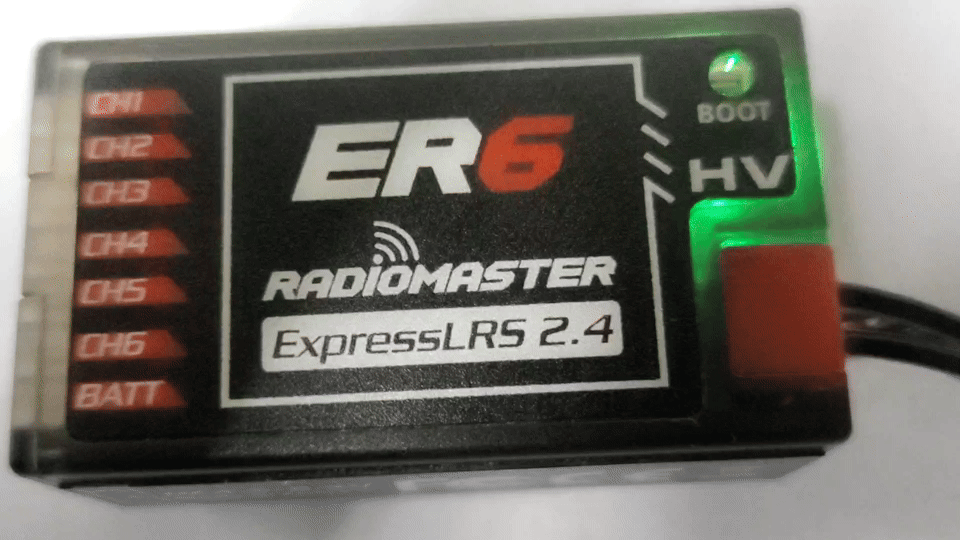 CH1
CH2
CH3
CH4
CH5
CH6
BATT
ER6
RADIOMASTER
ExpressLRS 2.4
BOOT
HV